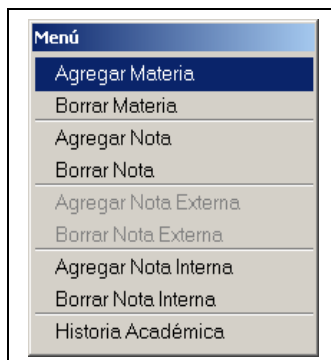 Menú
Agregar Materia
Borrar Materia
Agregar Nota
Borrar Nota
Agregar Nota Externa
Borrar Nota Externa
Agregar Nota Interna
Borrar Nota Interna
Historia Académica